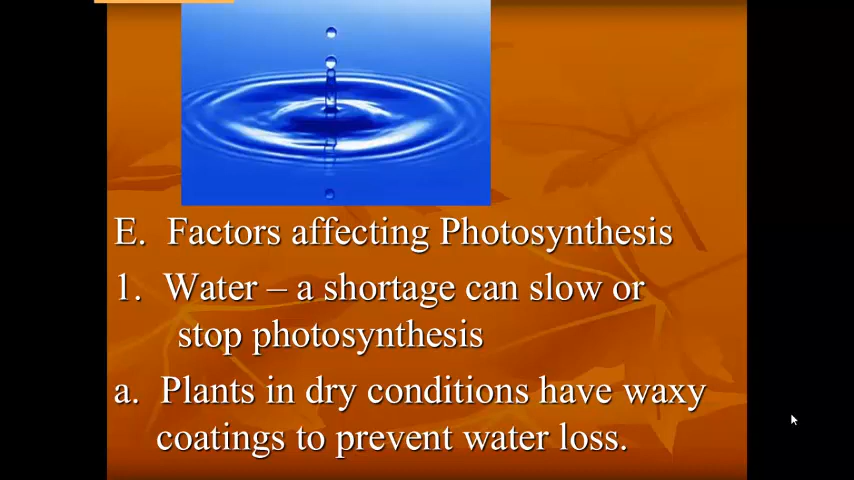 E. Factors affecting Photosynthesis
1. Water – a shortage can slow or
stop photosynthesis
a. Plants in dry conditions have waxy
coatings to prevent water loss.